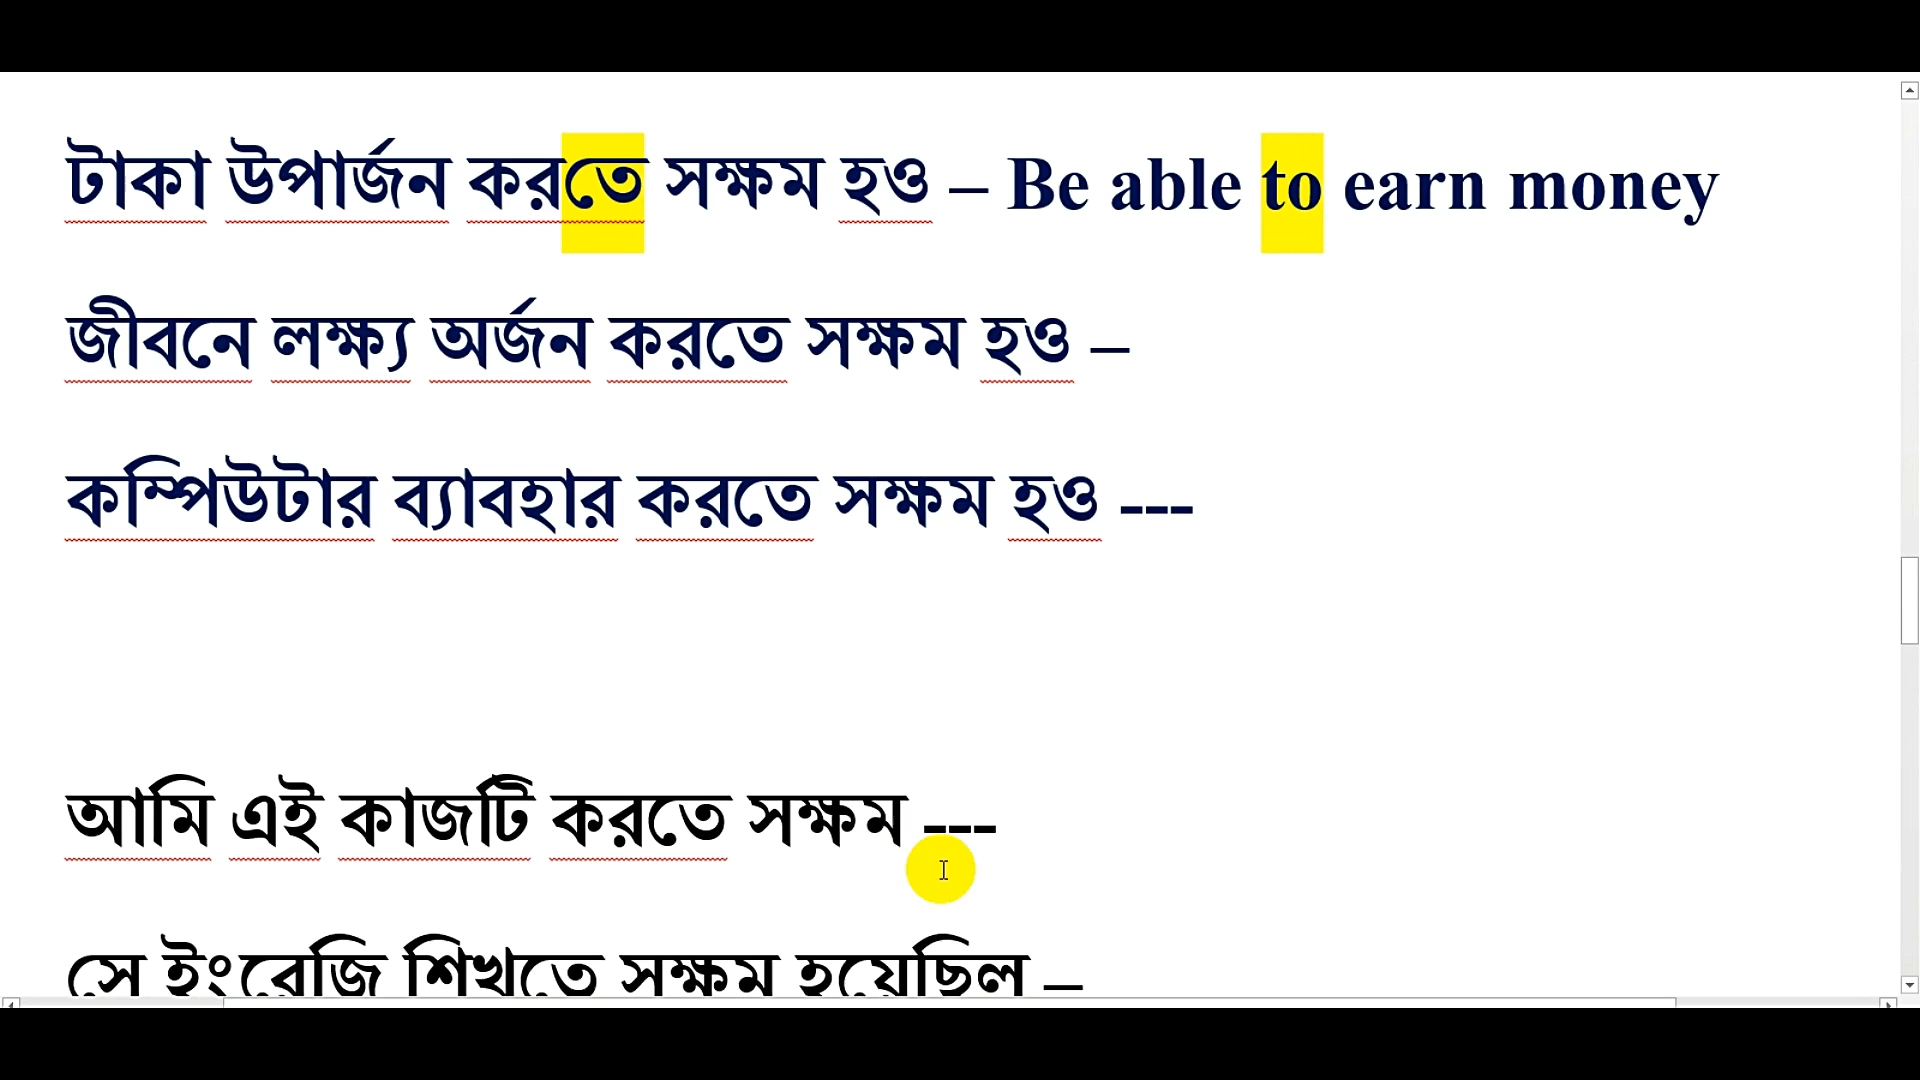 টাকা উপার্জন করতে সক্ষম হও – Be able to earn money
জীবনে লক্ষ্য অর্জন করতে সক্ষম হও –
কম্পিউটার ব্যাবহার করতে সক্ষম হও ---
আমি এই কাজটি করতে সক্ষম ---
সে ইংরেজি শিখতে সক্ষম হয়েছিল –